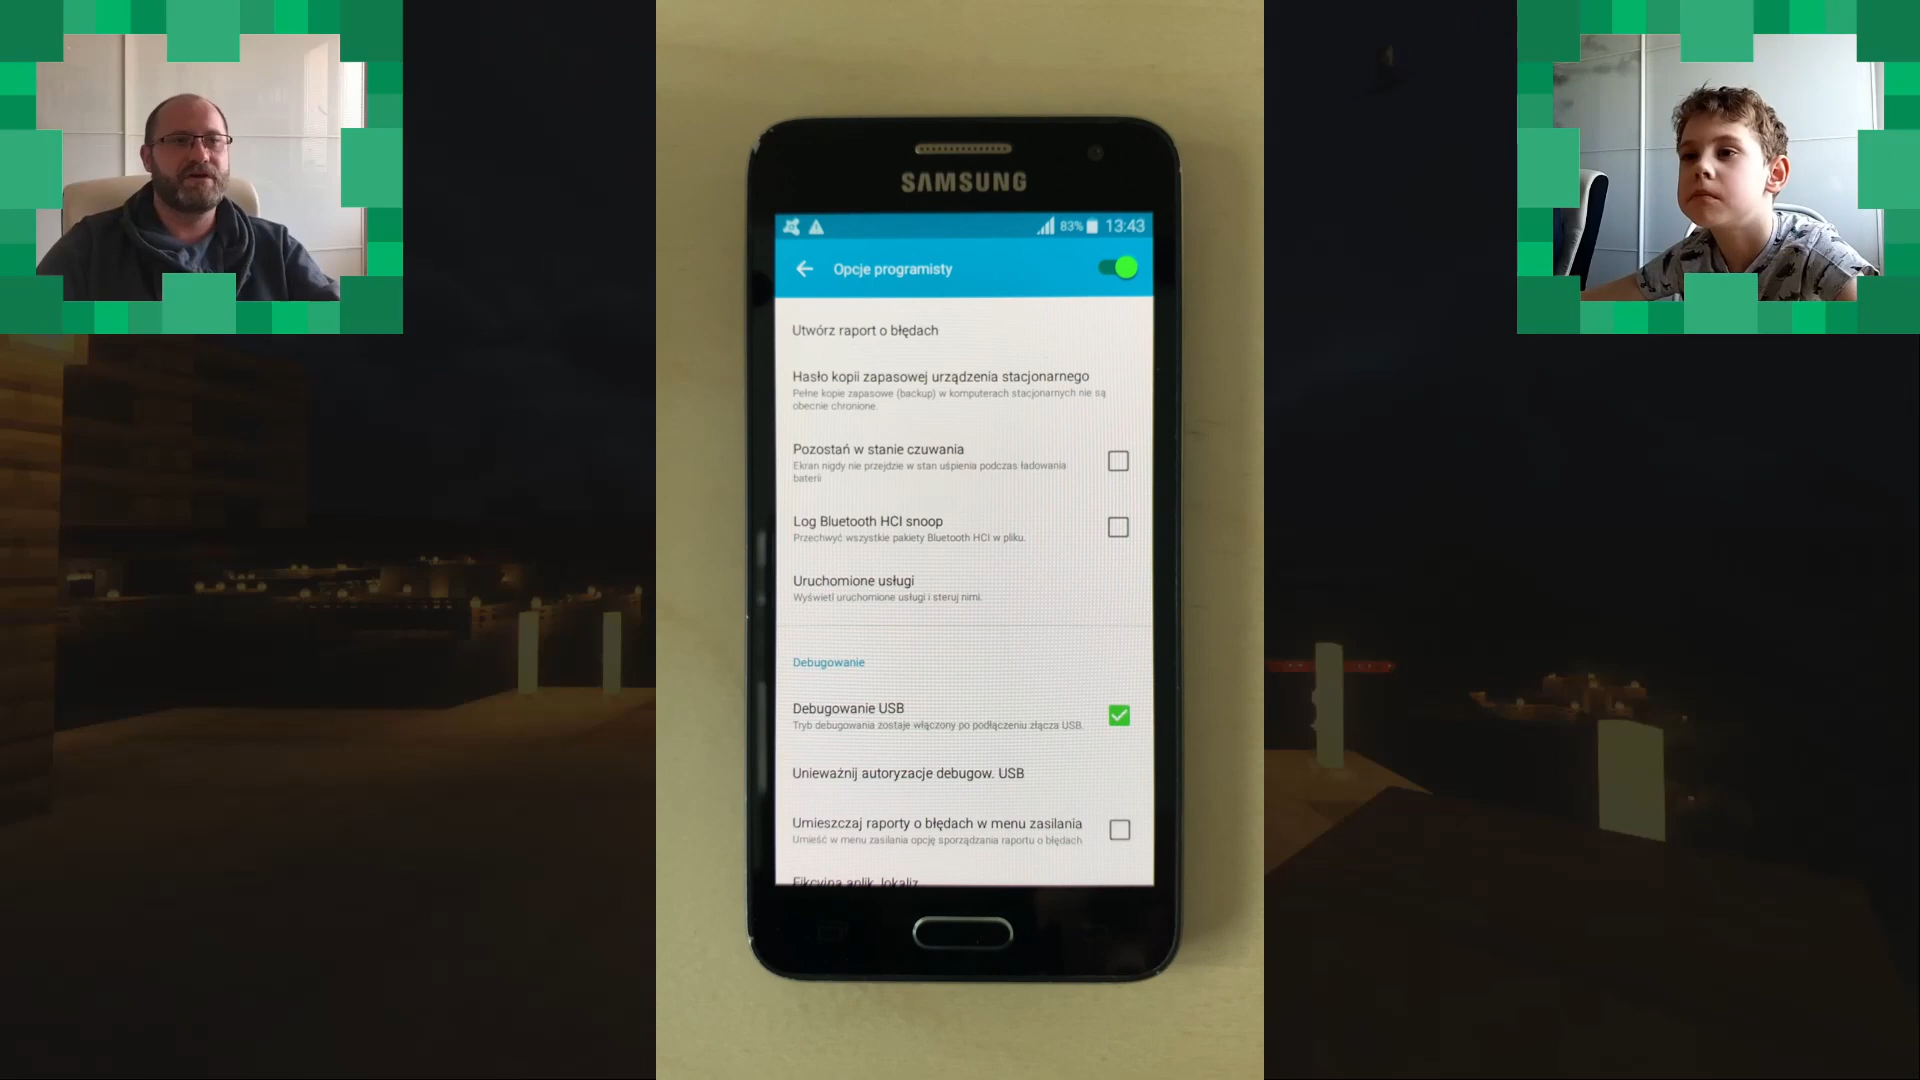 SAMSUNG
83% 13:43
Opcje programisty
Utwórz raport o błędach
Hasło kopii zapasowej urządzenia stacjonarnego
Pełne kopie zapasowe (backup) w komputerach stacjonarnych nie są
obecnie chronione.
Pozostań w stanie czuwania
Ekran nigdy nie przejdzie w stan uśpienia podczas ładowania
baterii
Log Bluetooth HCI snoop
Przechwyć wszystkie pakiety Bluetooth HCI w pliku.
Uruchomione usługi
Wyświetl uruchomione usługi i steruj nimi.
Debugowanie
Debugowanie USB
Tryb debugowania zostaje włączony po podłączeniu złącza USB.
Unieważnij autoryzacje debugow. USB
Umieszczaj raporty o błędach w menu zasilania
Umieść w menu zasilania opcję sporządzania raportu o błędach
Fikcyjna aplik. lokaliz.